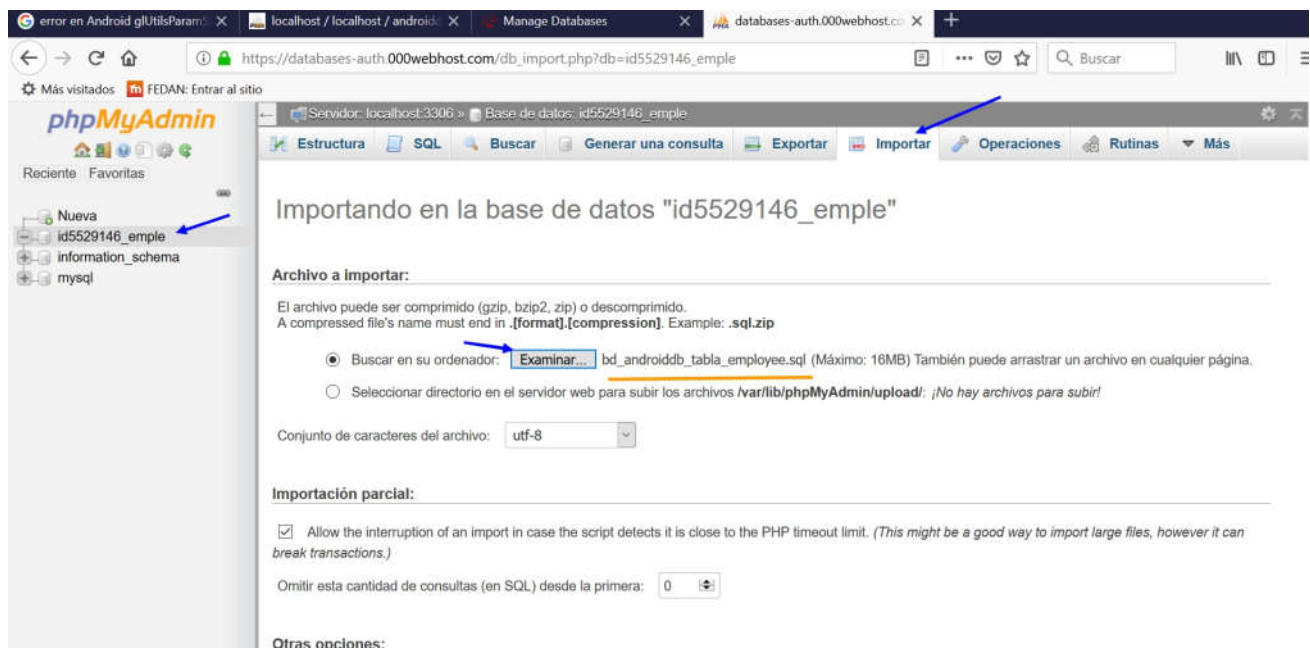 error en Android glUtilsParam
localhost / localhost / android
Manage Databases
databases-auth.000webhost.co
https://databases-auth.000webhost.com/db_import.php?db=id5529146_emple
Buscar
Más visitados
FEDAN: Entrar al sitio
phpMyAdmin
Reciente Favoritas
Nueva
id5529146_emple
information_schema
mysql
Servidor: localhost:3306 » Base de datos: id5529146_emple
Estructura SQL Buscar Generar una consulta Exportar Importar Operaciones Rutinas Más
Importando en la base de datos "id5529146_emple"
Archivo a importar:
El archivo puede ser comprimido (gzip, bzip2, zip) o descomprimido.
A compressed file's name must end in .[format].[compression]. Example: .sql.zip
Buscar en su ordenador: Examinar... bd_androiddb_tabla_employee.sql (Máximo: 16MB) También puede arrastrar un archivo en cualquier página.
Seleccionar directorio en el servidor web para subir los archivos /var/lib/phpMyAdmin/upload/: ¡No hay archivos para subir!
Conjunto de caracteres del archivo: utf-8
Importación parcial:
Allow the interruption of an import in case the script detects it is close to the PHP timeout limit. (This might be a good way to import large files, however it can
break transactions.)
Omitir esta cantidad de consultas (en SQL) desde la primera: 0
Otras opciones: